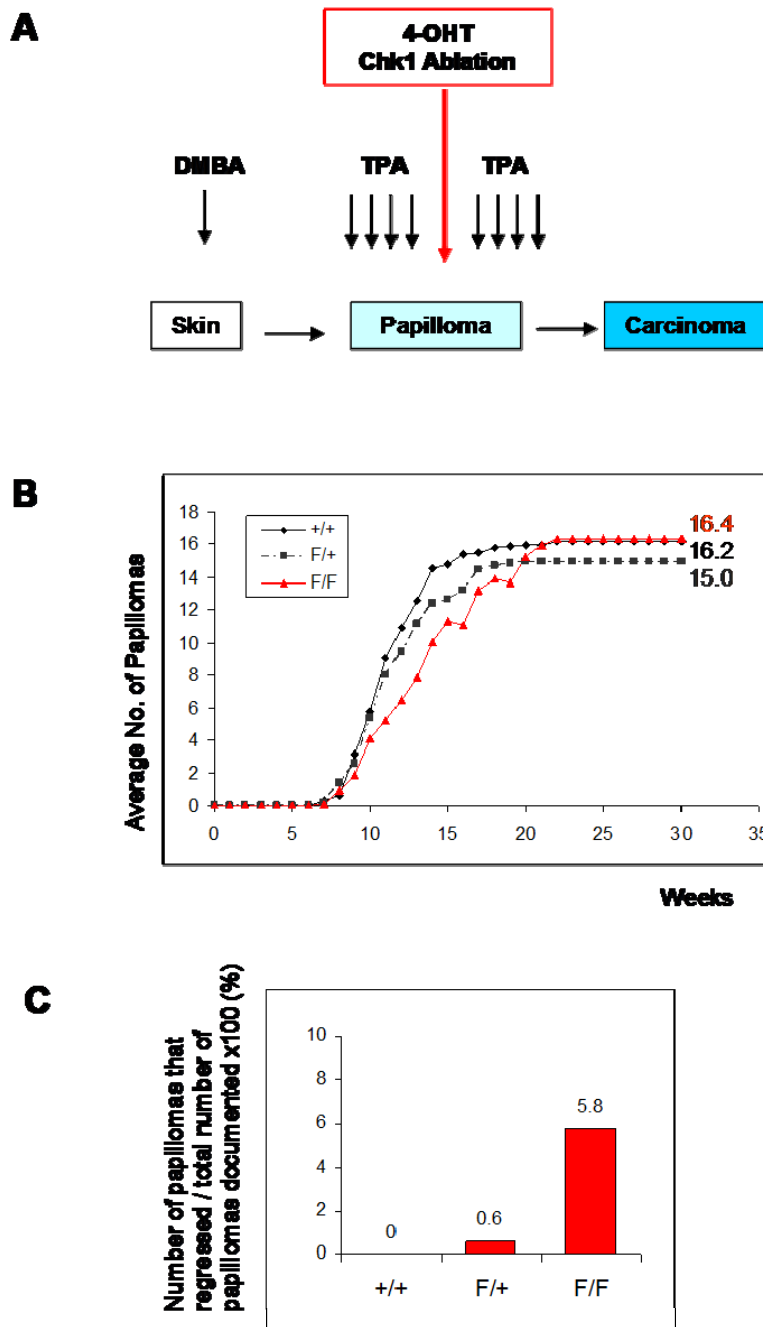 A
4-OHT
Chk1 Ablation
DMBA
TPA
TPA
Skin
Papilloma
Carcinoma
B
Average No. of Papillomas
18
16
14
12
10
8
6
4
2
0
+/+
F/+
F/F
16.4
16.2
15.0
0
5
10
15
20
25
30
35
Weeks
C
Number of papillomas that
regressed / total number of
papillomas documented x100 (%)
10
8
6
4
2
0
0
0.6
5.8
+/+
F/+
F/F